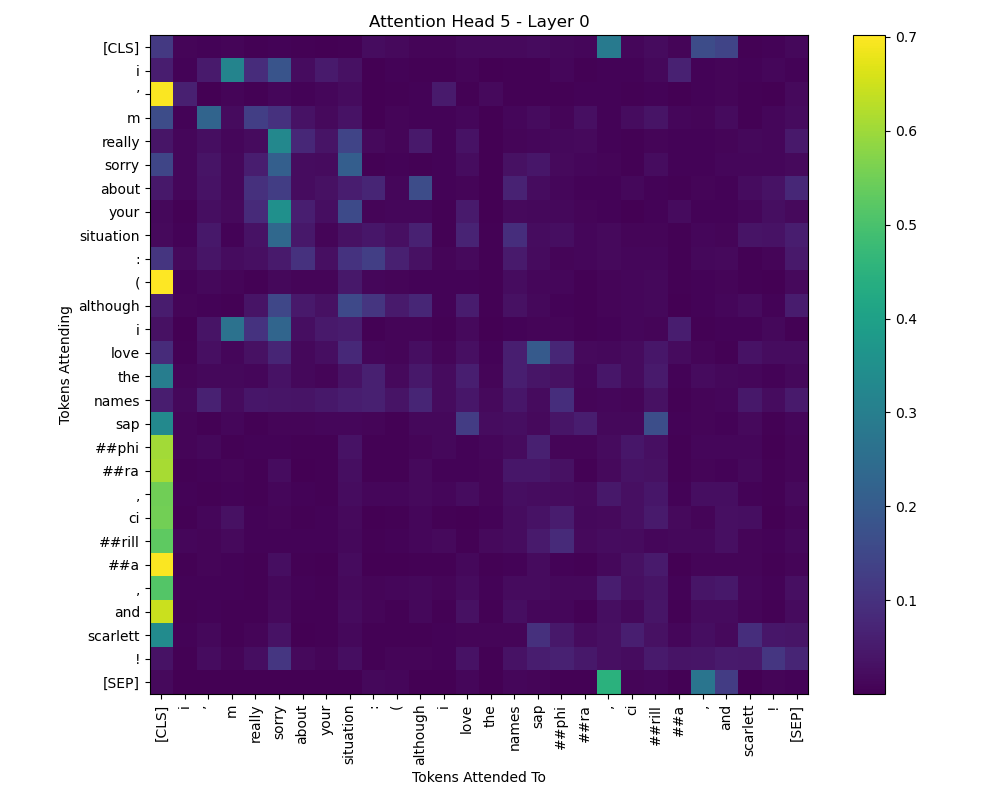 Attention Head 5 - Layer 0
Tokens Attending
[CLS]
i
’
m
really
sorry
about
your
situation
:
(
although
i
love
the
names
sap
##phi
##ra
,
ci
##rill
##a
,
and
scarlett
!
[SEP]
[CLS]
i
’
m
really
sorry
about
your
situation
:
(
although
i
love
the
names
sap
##phi
##ra
,
ci
##rill
##a
,
and
scarlett
!
[SEP]
Tokens Attended To
0.7
0.6
0.5
0.4
0.3
0.2
0.1